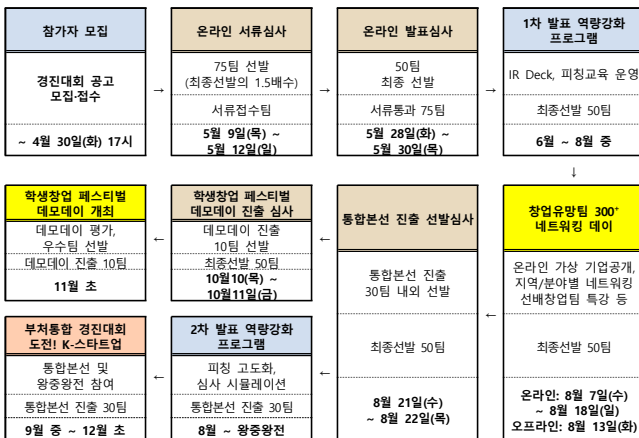 참가자 모집
경진대회 공고
모집·접수
~ 4월 30일(화) 17시
→
온라인 서류심사
75팀 선발
(최종선발의 1.5배수)
서류접수팀
5월 9일(목) ~
5월 12일(일)
→
온라인 발표심사
50팀
최종 선발
서류통과 75팀
5월 28일(화) ~
5월 30일(목)
→
1차 발표 역량강화
프로그램
IR Deck, 피칭교육 운영
최종선발 50팀
6월 ~ 8월 중
↓
창업유망팀 300⁺
네트워킹 데이
온라인 가상 기업공개,
지역/분야별 네트워킹
선배창업팀 특강 등
최종선발 50팀
온라인: 8월 7일(수)
~ 8월 18일(일)
오프라인: 8월 13일(화)
←
통합본선 진출 선발심사
통합본선 진출
30팀 내외 선발
최종선발 50팀
8월 21일(수)
~ 8월 22일(목)
←
학생창업 페스티벌
데모데이 진출 심사
데모데이 진출
10팀 선발
최종선발 50팀
10월10(목) ~
10월11일(금)
←
학생창업 페스티벌
데모데이 개최
데모데이 평가,
우수팀 선발
데모데이 진출 10팀
11월 초
←
2차 발표 역량강화
프로그램
피칭 고도화,
심사 시뮬레이션
통합본선 진출 30팀
8월 ~ 왕중왕전
←
부처통합 경진대회
도전! K-스타트업
통합본선 및
왕중왕전 참여
통합본선 진출 30팀
9월 중 ~ 12월 초